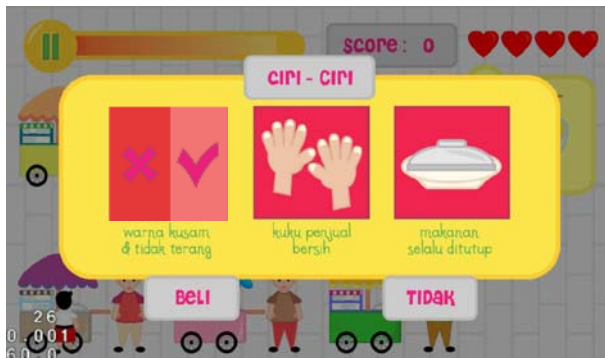 score: 0
CIRI - CIRI
warna kusam
& tidak terang
kuku penjual
bersih
makanan
selalu ditutup
BELI
TIDAK
26
0.001
60.0